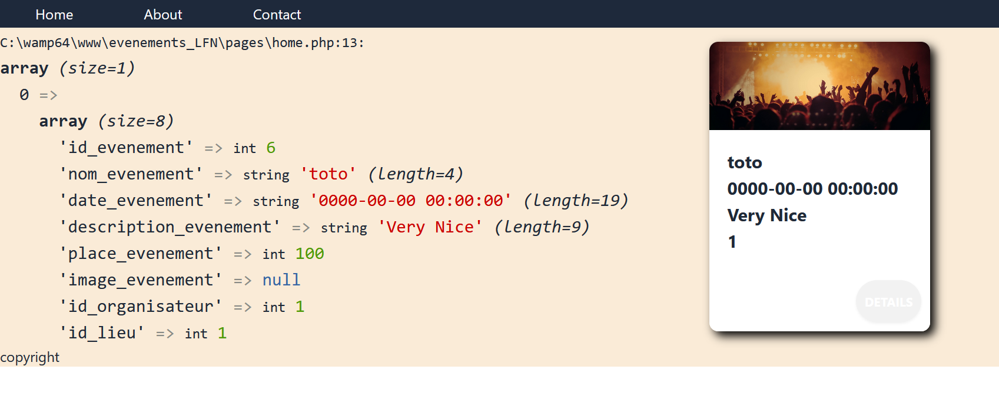 Home About Contact
C:\wamp64\www\evenements_LFN\pages\home.php:13:
array (size=1)
0 =>
array (size=8)
'id_evenement' => int 6
'nom_evenement' => string 'toto' (length=4)
'date_evenement' => string '0000-00-00 00:00:00' (length=19)
'description_evenement' => string 'Very Nice' (length=9)
'place_evenement' => int 100
'image_evenement' => null
'id_organisateur' => int 1
'id_lieu' => int 1
toto
0000-00-00 00:00:00
Very Nice
1
DETAILS
copyright